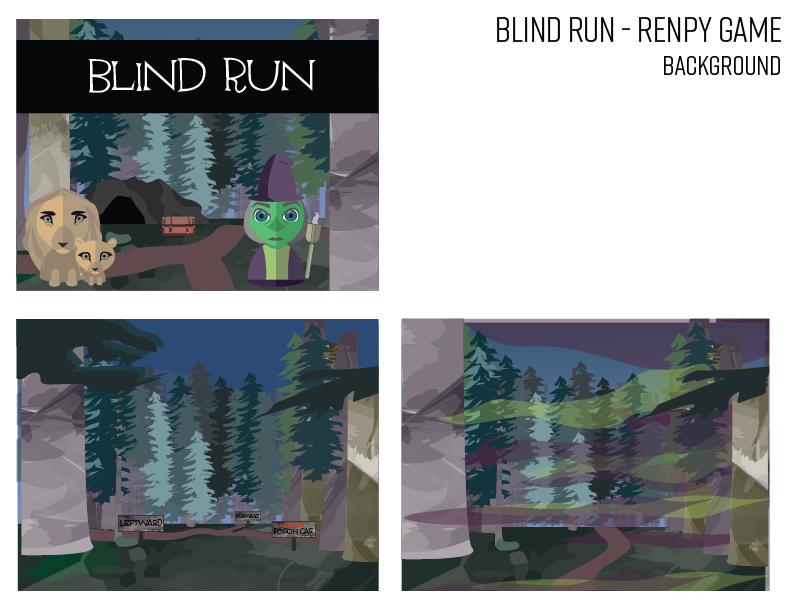 BLIND RUN - RENPY GAME
BACKGROUND
BLIND RUN
LEFTWARD
FORWARD
POISON GAS